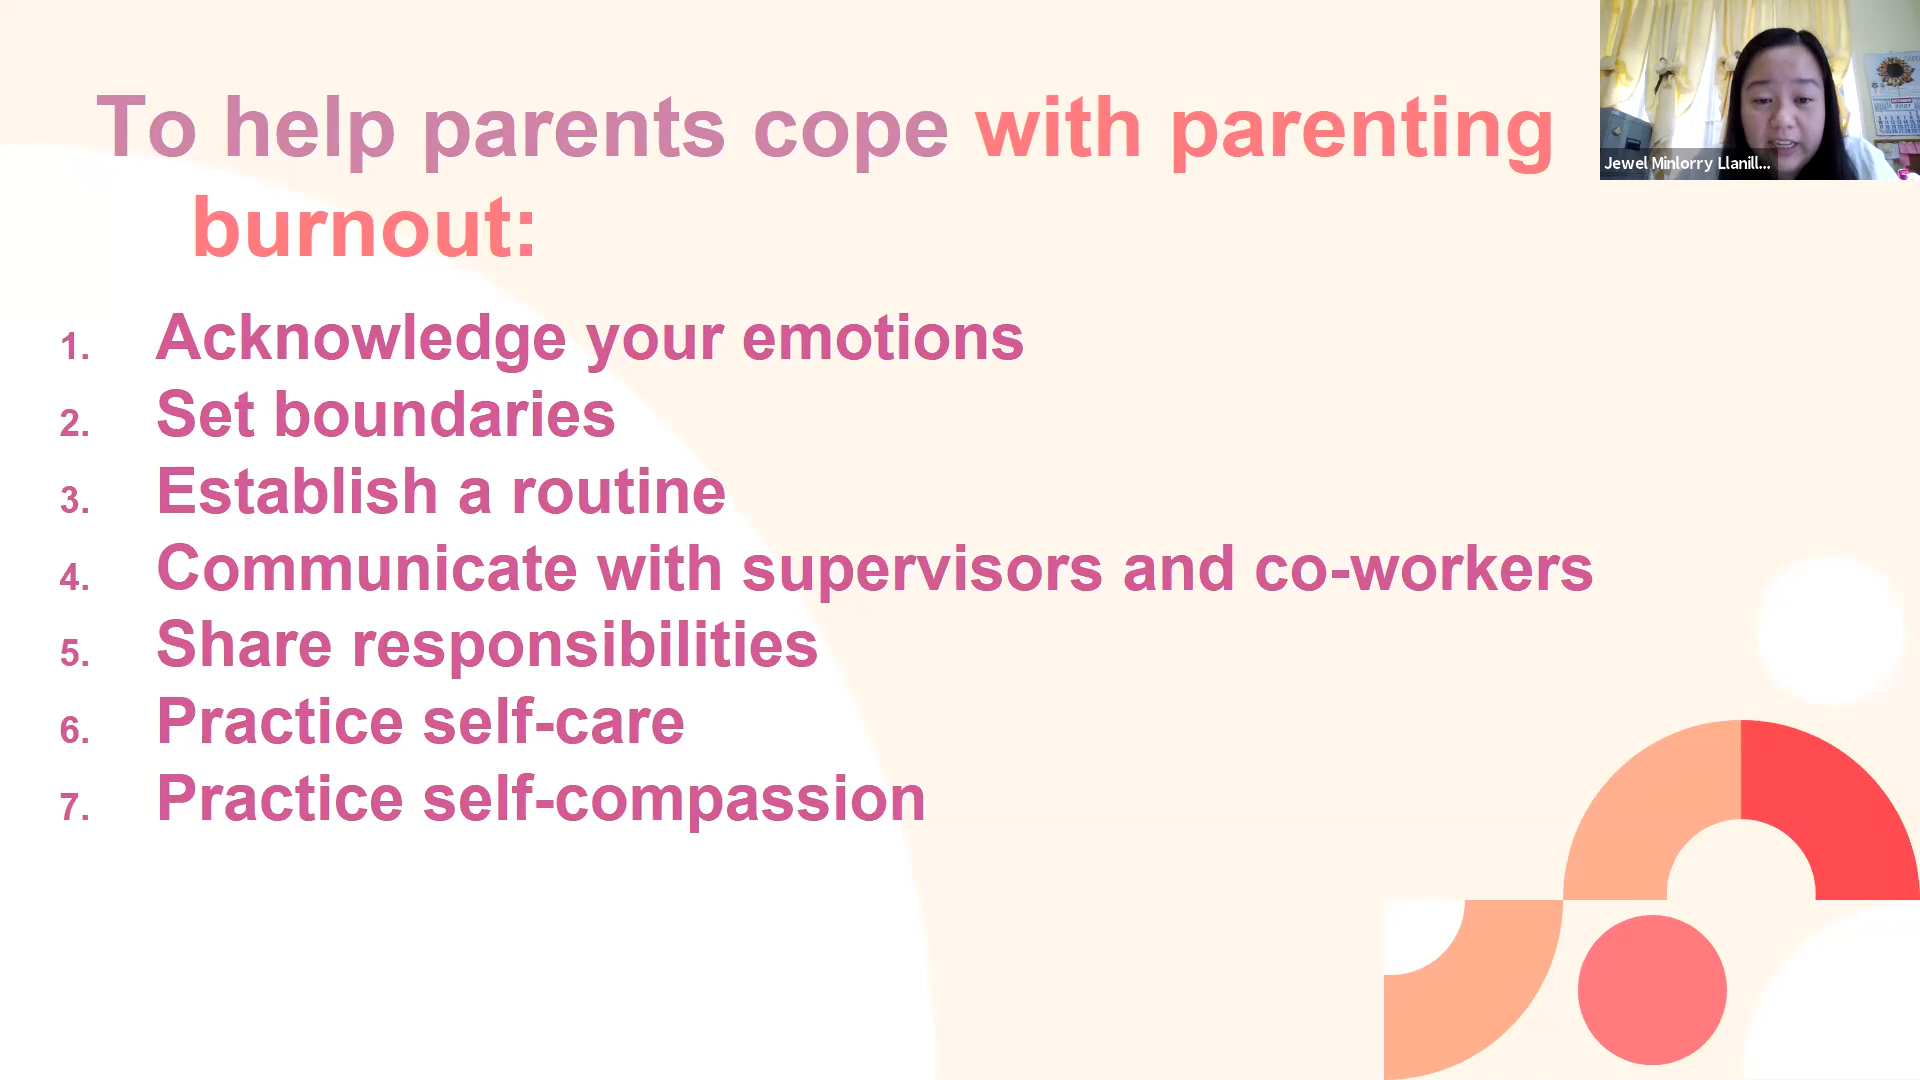 To help parents cope with parenting
burnout:
1. Acknowledge your emotions
2. Set boundaries
3. Establish a routine
4. Communicate with supervisors and co-workers
5. Share responsibilities
6. Practice self-care
7. Practice self-compassion
Jewel Minlorry Llanill...